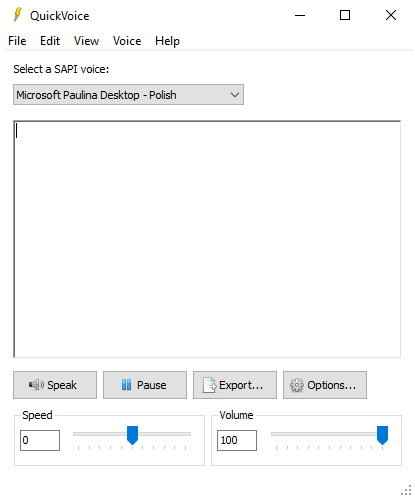 QuickVoice
File Edit View Voice Help
Select a SAPI voice:
Microsoft Paulina Desktop - Polish
Speak Pause Export... Options...
Speed Volume
0 100